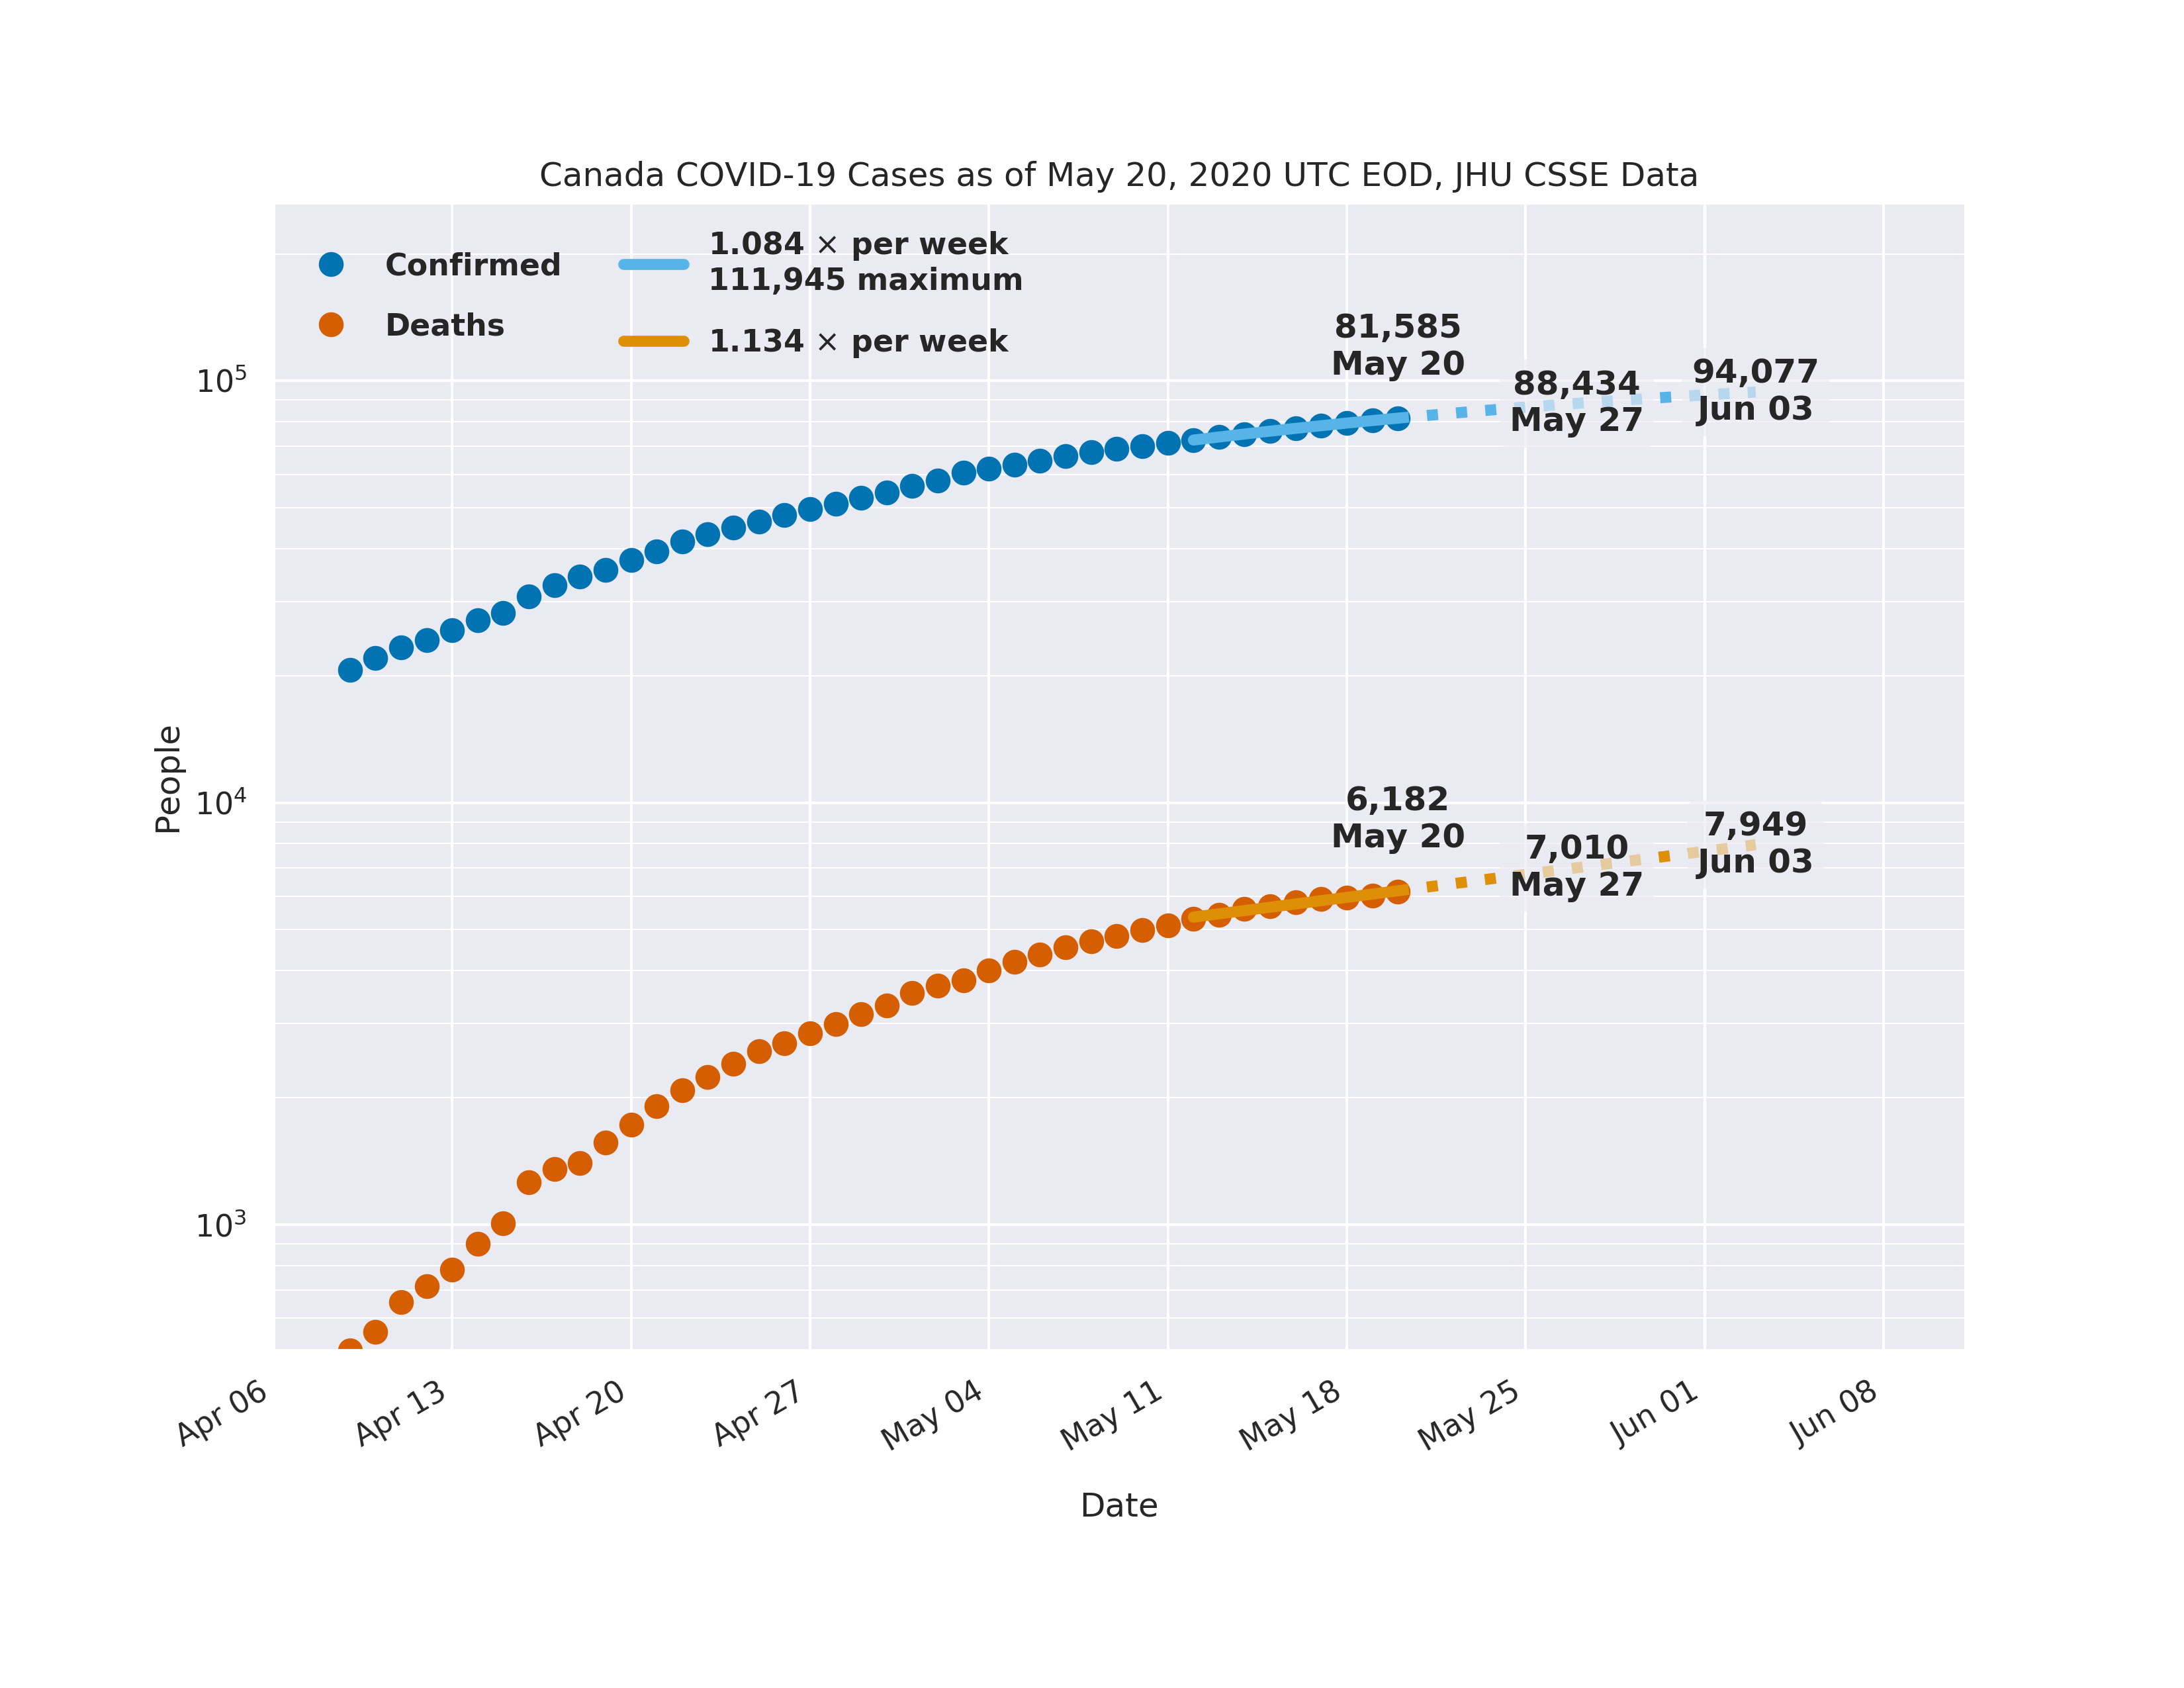 Canada COVID-19 Cases as of May 20, 2020 UTC EOD, JHU CSSE Data
Confirmed
Deaths
1.084 × per week
111,945 maximum
1.134 × per week
81,585
May 20
88,434
May 27
94,077
Jun 03
6,182
May 20
7,010
May 27
7,949
Jun 03
People
10⁵
10⁴
10³
Apr 06
Apr 13
Apr 20
Apr 27
May 04
May 11
May 18
May 25
Jun 01
Jun 08
Date